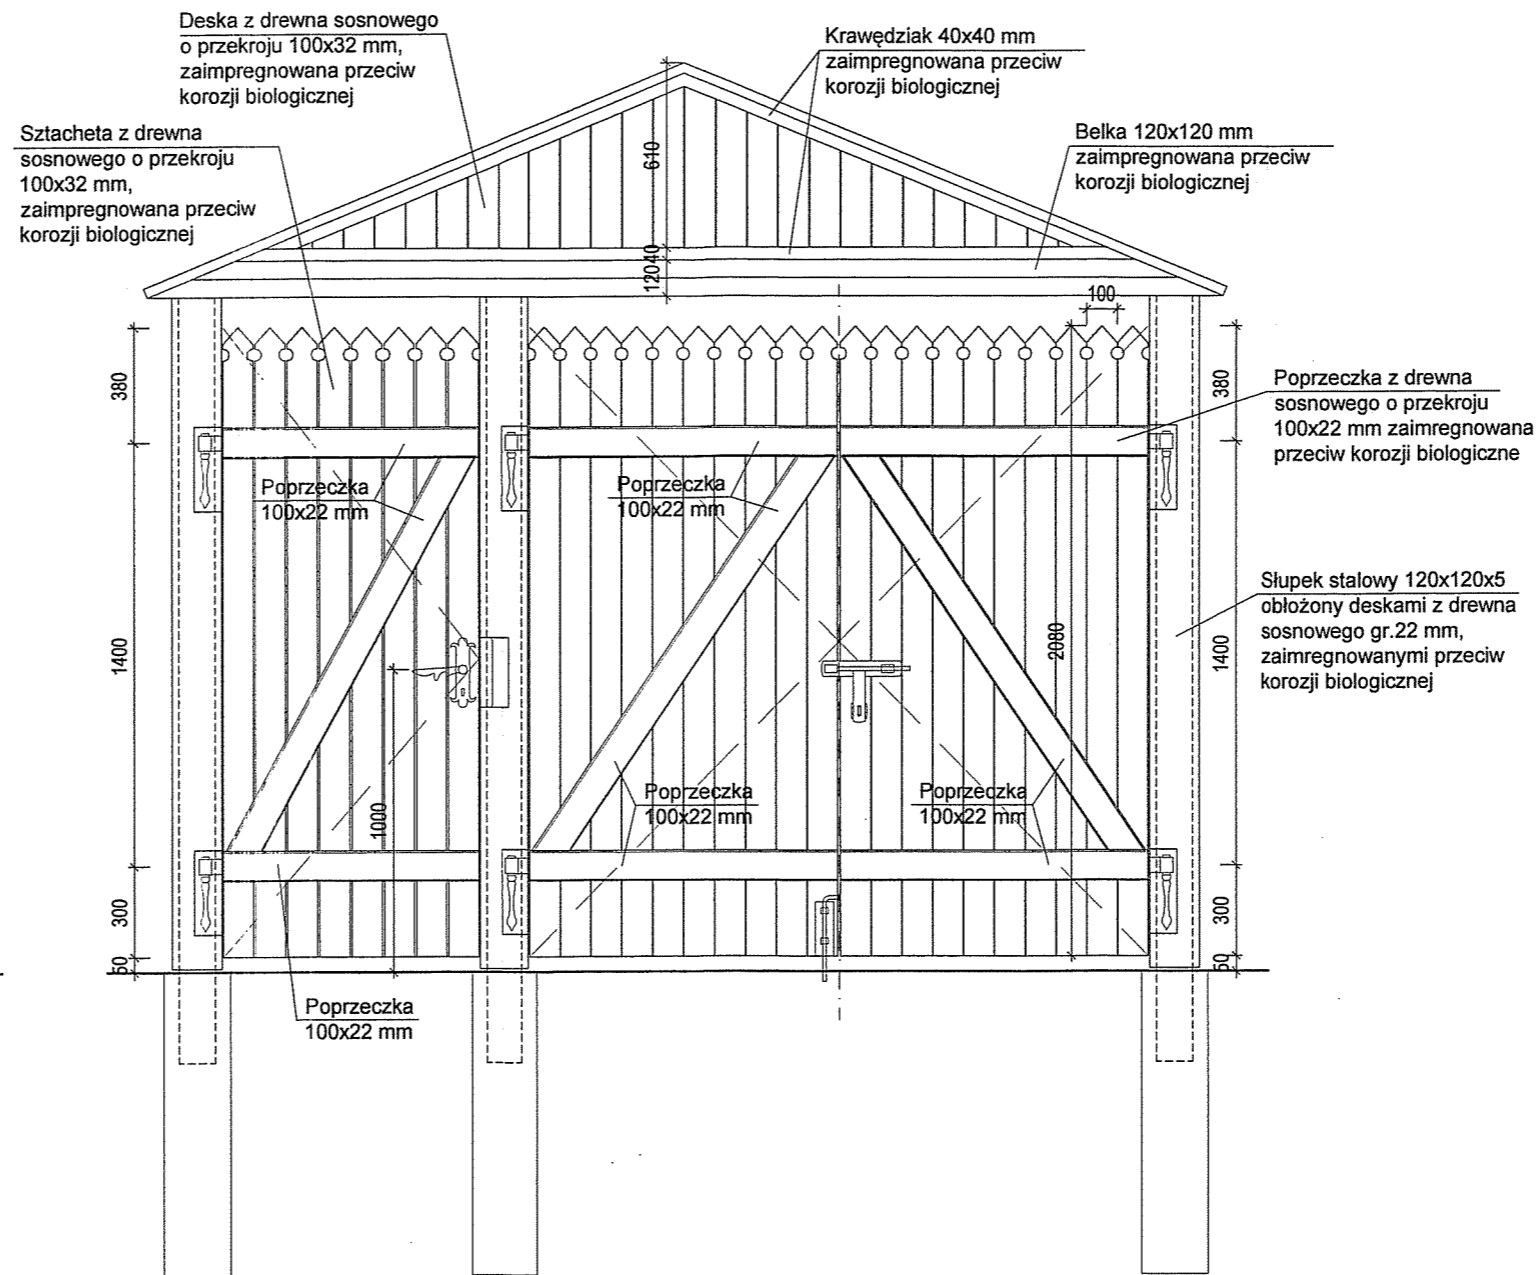 Deska z drewna sosnowego
o przekroju 100x32 mm,
zaimpregnowana przeciw
korozji biologicznej
Krawędziak 40x40 mm
zaimpregnowana przeciw
korozji biologicznej
Sztacheta z drewna
sosnowego o przekroju
100x32 mm,
zaimpregnowana przeciw
korozji biologicznej
Belka 120x120 mm
zaimpregnowana przeciw
korozji biologicznej
610
40
120
100
380
380
Poprzeczka z drewna
sosnowego o przekroju
100x22 mm zaimregnowana
przeciw korozji biologiczne
Poprzeczka
100x22 mm
Poprzeczka
100x22 mm
Słupek stalowy 120x120x5
obłożony deskami z drewna
sosnowego gr.22 mm,
zaimregnowanymi przeciw
korozji biologicznej
1400
2080
1400
1000
Poprzeczka
100x22 mm
Poprzeczka
100x22 mm
300
300
50
50
Poprzeczka
100x22 mm